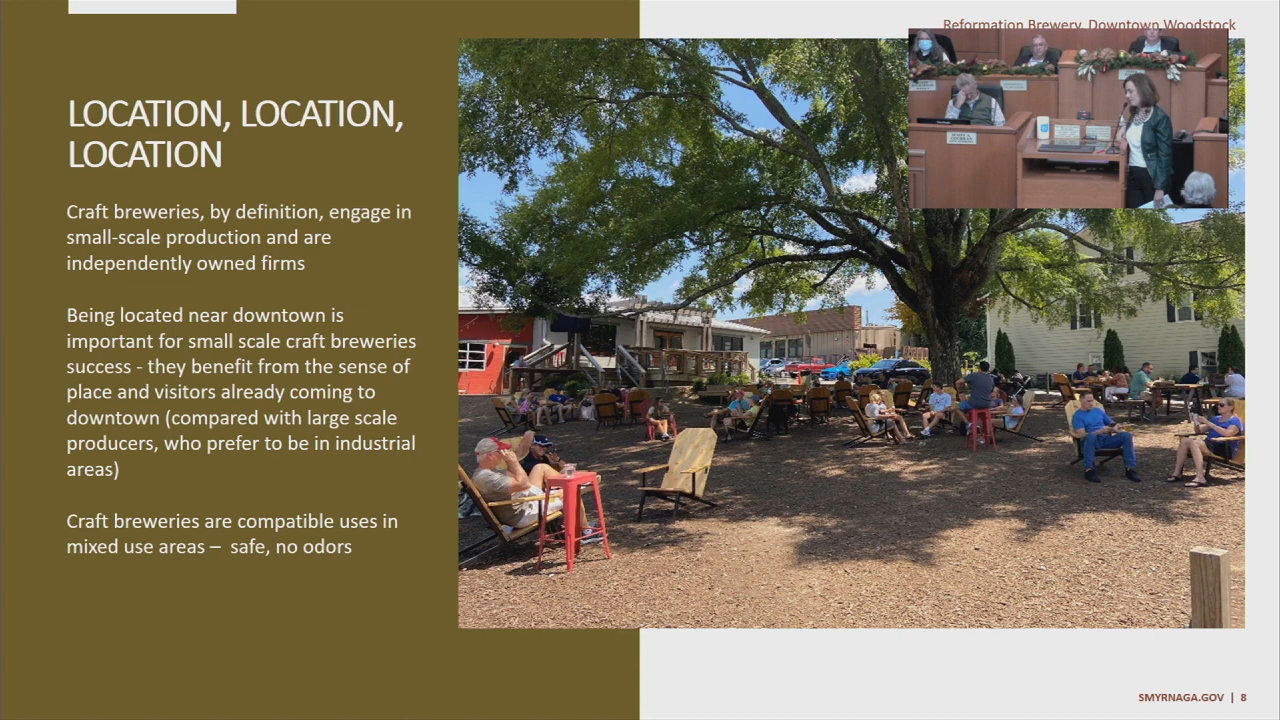 Reformation Brewery, Downtown Woodstock
LOCATION, LOCATION,
LOCATION
Craft breweries, by definition, engage in
small-scale production and are
independently owned firms
Being located near downtown is
important for small scale craft breweries
success - they benefit from the sense of
place and visitors already coming to
downtown (compared with large scale
producers, who prefer to be in industrial
areas)
Craft breweries are compatible uses in
mixed use areas – safe, no odors
SMYRNAGA.GOV | 8